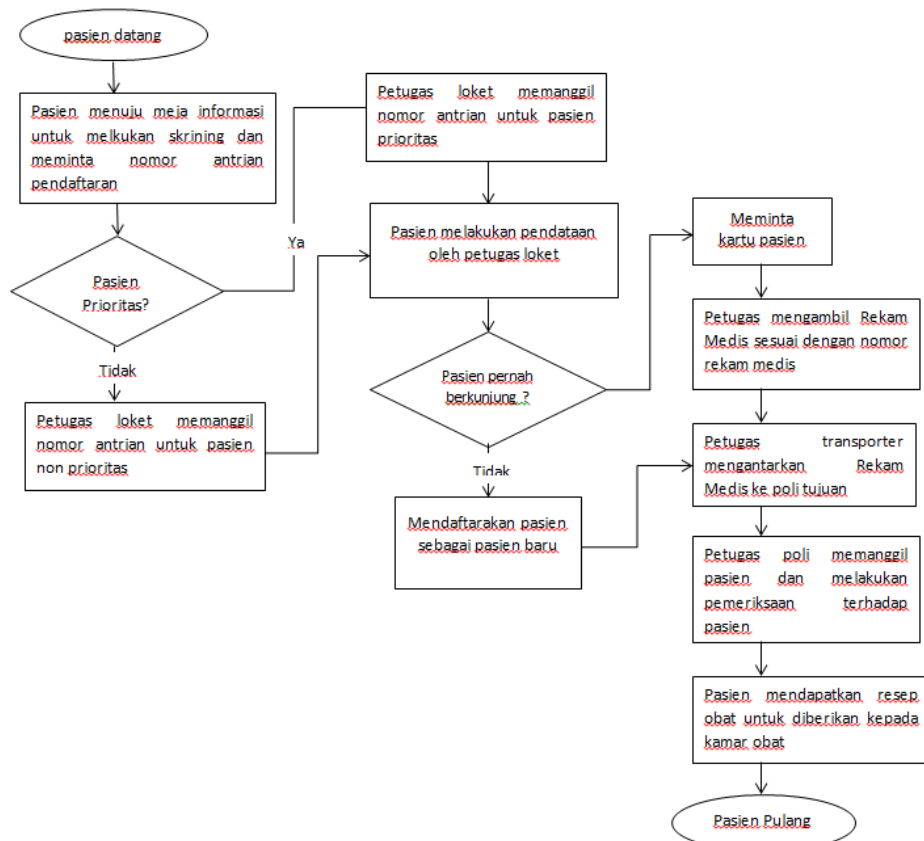 pasien datang
Pasien menuju meja informasi
untuk melkukan skrining dan
meminta nomor antrian
pendaftaran
Pasien
Prioritas?
Ya
Tidak
Petugas loket memanggil
nomor antrian untuk pasien
non prioritas
Petugas loket memanggil
nomor antrian untuk pasien
prioritas
Pasien melakukan pendataan
oleh petugas loket
Pasien pernah
berkunjung ?
Tidak
Mendaftarakan pasien
sebagai pasien baru
Meminta
kartu pasien
Petugas mengambil Rekam
Medis sesuai dengan nomor
rekam medis
Petugas transporter
mengantarkan Rekam
Medis ke poli tujuan
Petugas poli memanggil
pasien dan melakukan
pemeriksaan terhadap
pasien
Pasien mendapatkan resep
obat untuk diberikan kepada
kamar obat
Pasien Pulang